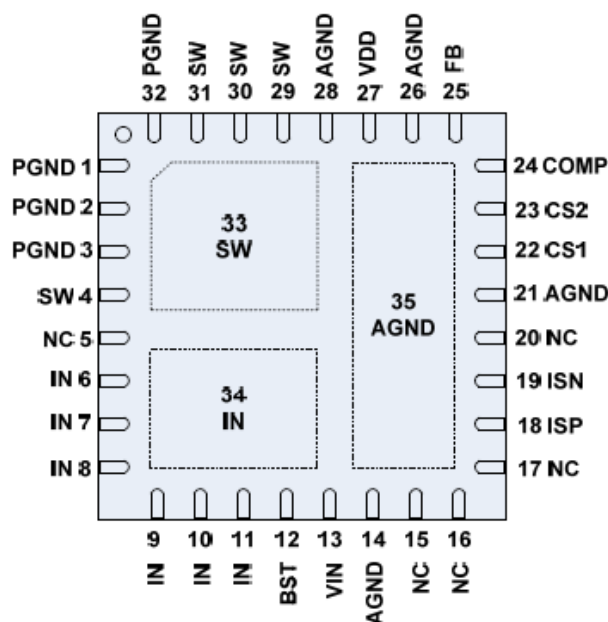 PGND
SW
SW
SW
AGND
VDD
AGND
FB
32
31
30
29
28
27
26
25
PGND 1
PGND 2
PGND 3
SW 4
NC 5
IN 6
IN 7
IN 8
33
SW
34
IN
35
AGND
24 COMP
23 CS2
22 CS1
21 AGND
20 NC
19 ISN
18 ISP
17 NC
9
10
11
12
13
14
15
16
IN
IN
IN
BST
VIN
AGND
NC
NC